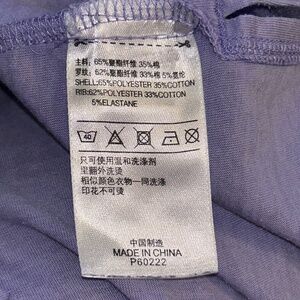 主料: 65%聚酯纤维 35%棉
罗纹: 62%聚酯纤维 33%棉 5%氨纶
SHELL:65%POLYESTER 35%COTTON
RIB:62%POLYESTER 33%COTTON
5%ELASTANE
40
只可使用温和洗涤剂
里翻外洗烫
相似颜色衣物一同洗涤
印花不可烫
中国制造
MADE IN CHINA
P60222